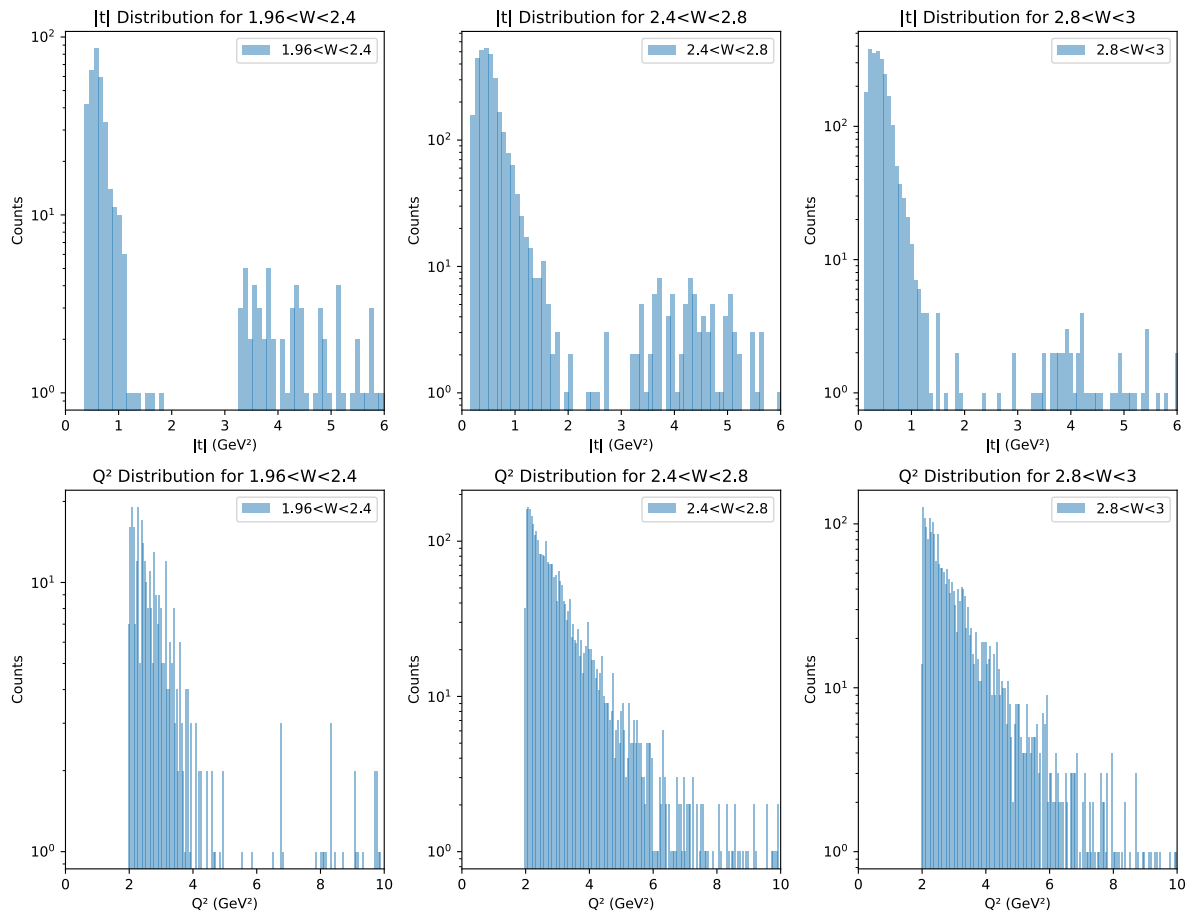 |t| Distribution for 1.96<W<2.4
1.96<W<2.4
Counts
10²
10¹
10⁰
0 1 2 3 4 5 6
|t| (GeV²)
|t| Distribution for 2.4<W<2.8
2.4<W<2.8
Counts
10²
10¹
10⁰
0 1 2 3 4 5 6
|t| (GeV²)
|t| Distribution for 2.8<W<3
2.8<W<3
Counts
10²
10¹
10⁰
0 1 2 3 4 5 6
|t| (GeV²)
Q² Distribution for 1.96<W<2.4
1.96<W<2.4
Counts
10¹
10⁰
0 2 4 6 8 10
Q² (GeV²)
Q² Distribution for 2.4<W<2.8
2.4<W<2.8
Counts
10²
10¹
10⁰
0 2 4 6 8 10
Q² (GeV²)
Q² Distribution for 2.8<W<3
2.8<W<3
Counts
10²
10¹
10⁰
0 2 4 6 8 10
Q² (GeV²)